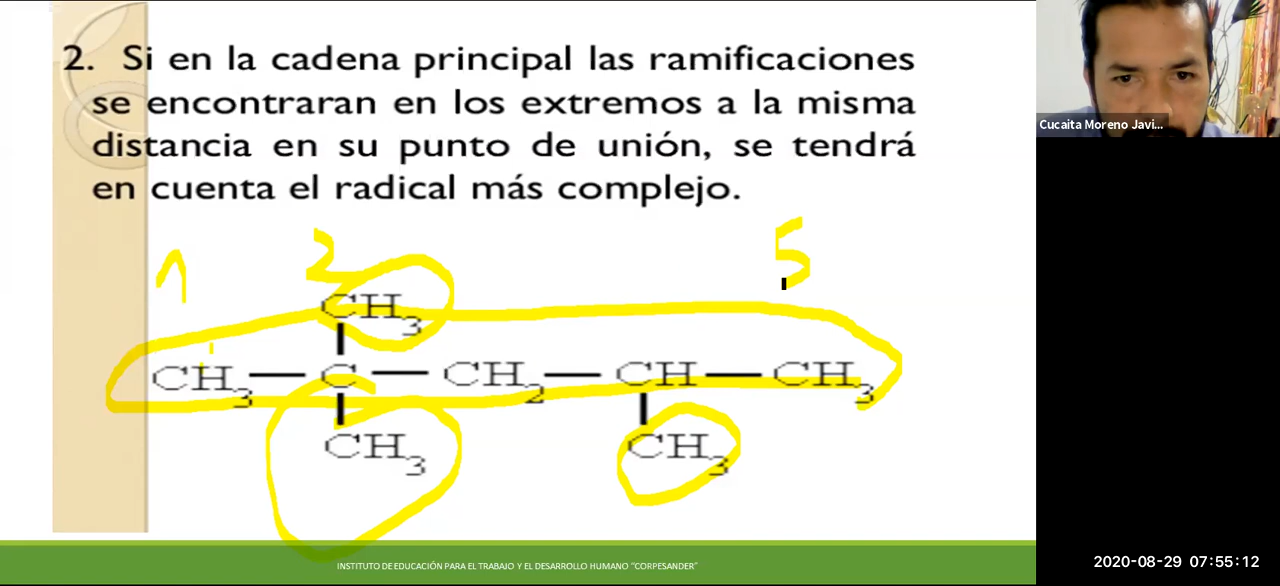 2. Si en la cadena principal las ramificaciones
se encontraran en los extremos a la misma
distancia en su punto de unión, se tendrá
en cuenta el radical más complejo.
Cucaita Moreno Javi...
1 2 5
CH₃
CH₃ — C — CH₂ — CH — CH₃
CH₃ CH₃
INSTITUTO DE EDUCACIÓN PARA EL TRABAJO Y EL DESARROLLO HUMANO “CORPESANDER”
2020-08-29 07:55:12